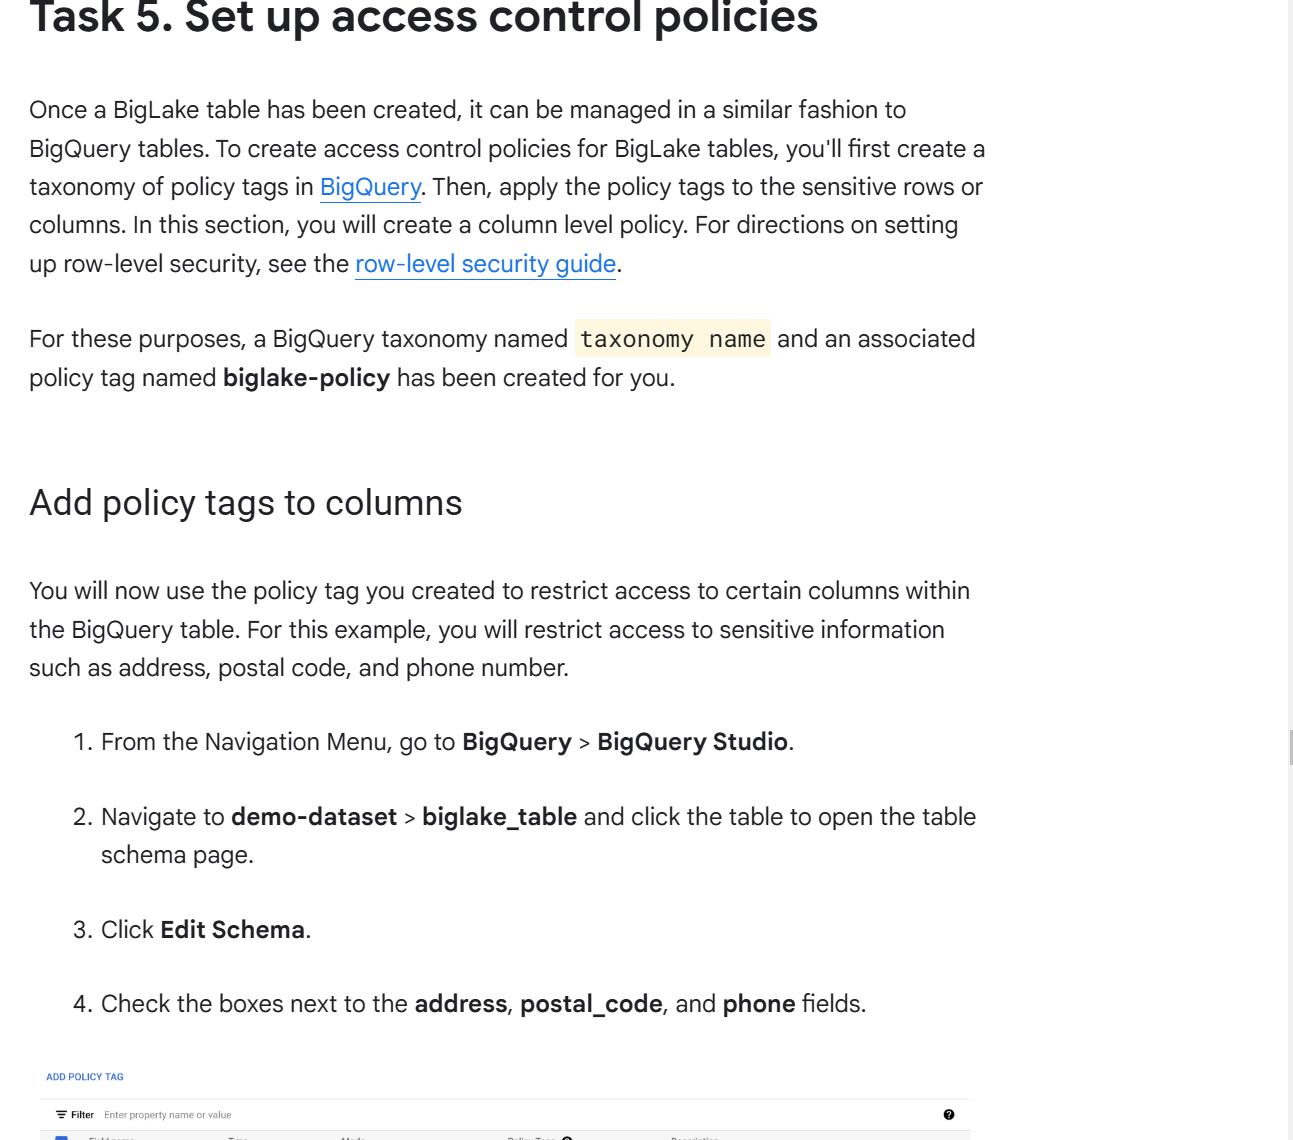 Task 5. Set up access control policies
Once a BigLake table has been created, it can be managed in a similar fashion to
BigQuery tables. To create access control policies for BigLake tables, you'll first create a
taxonomy of policy tags in BigQuery. Then, apply the policy tags to the sensitive rows or
columns. In this section, you will create a column level policy. For directions on setting
up row-level security, see the row-level security guide.
For these purposes, a BigQuery taxonomy named taxonomy name and an associated
policy tag named biglake-policy has been created for you.
Add policy tags to columns
You will now use the policy tag you created to restrict access to certain columns within
the BigQuery table. For this example, you will restrict access to sensitive information
such as address, postal code, and phone number.
1. From the Navigation Menu, go to BigQuery > BigQuery Studio.
2. Navigate to demo-dataset > biglake_table and click the table to open the table
schema page.
3. Click Edit Schema.
4. Check the boxes next to the address, postal_code, and phone fields.
ADD POLICY TAG
Filter Enter property name or value